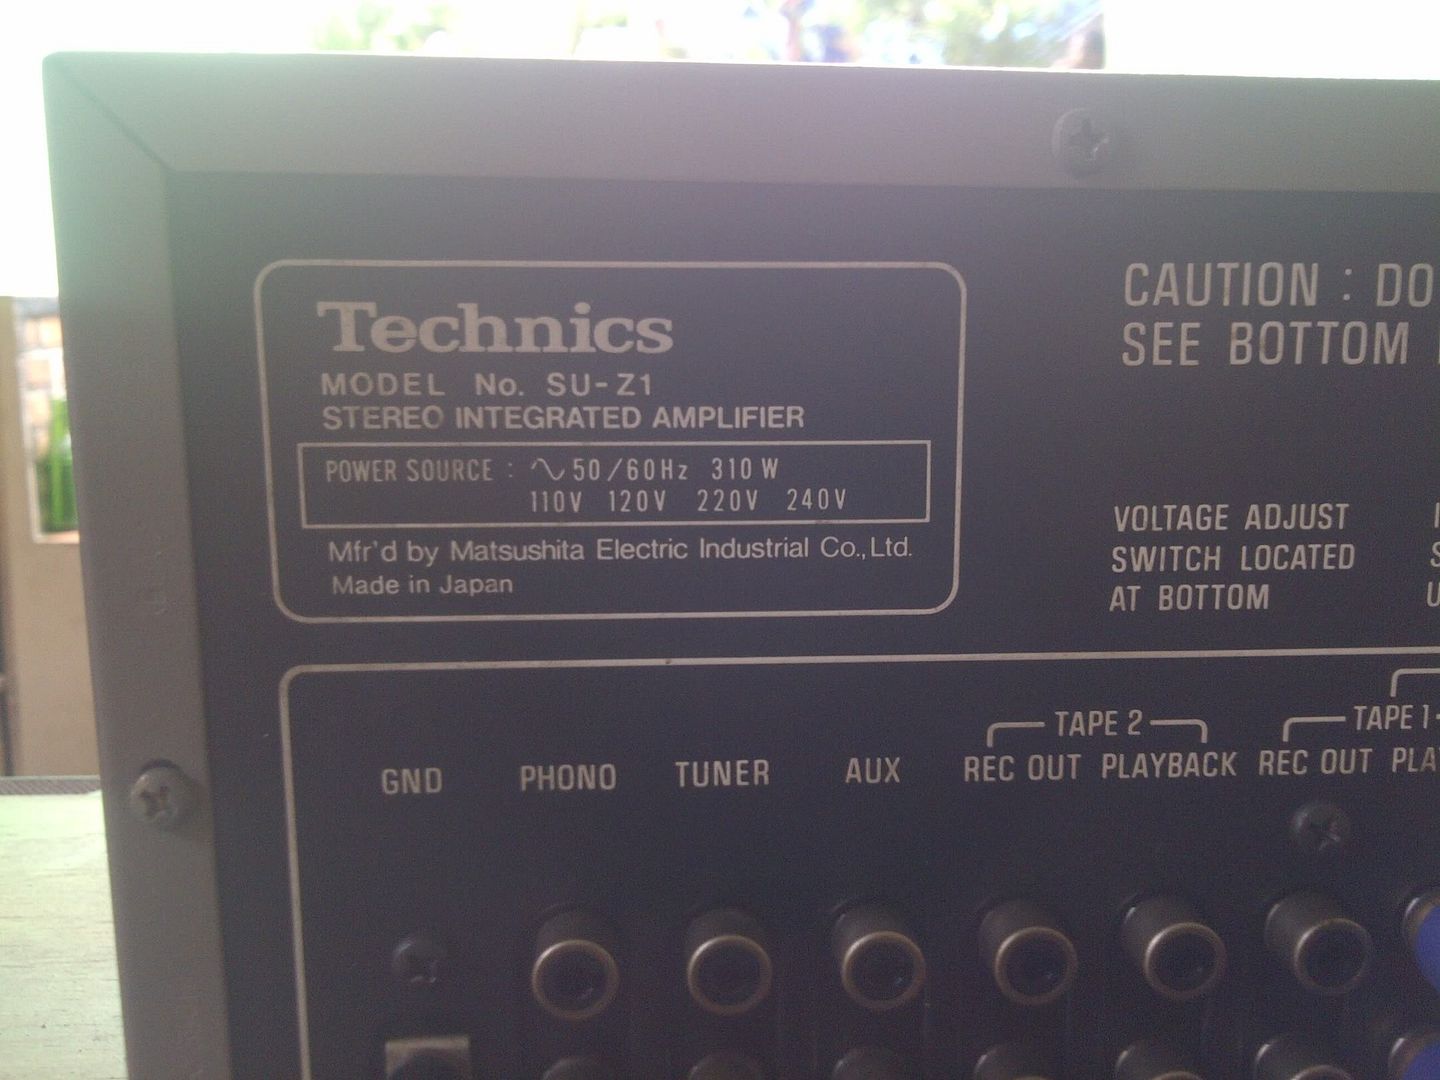 Technics
MODEL No. SU-Z1
STEREO INTEGRATED AMPLIFIER
POWER SOURCE : ∿ 50/60Hz 310 W
110V 120V 220V 240V
Mfr'd by Matsushita Electric Industrial Co.,Ltd.
Made in Japan
CAUTION : DO
SEE BOTTOM
VOLTAGE ADJUST
SWITCH LOCATED
AT BOTTOM
TAPE 2
TAPE 1
GND
PHONO
TUNER
AUX
REC OUT PLAYBACK
REC OUT